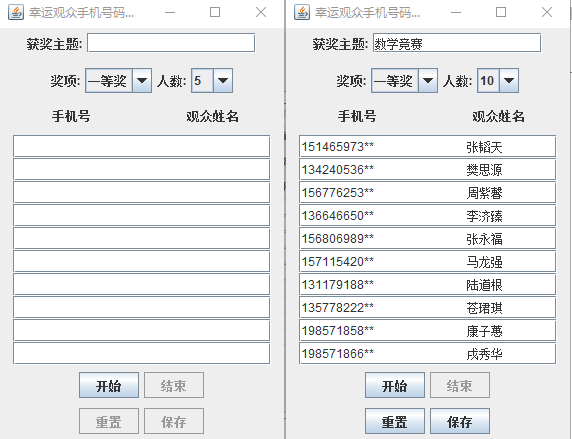 幸运观众手机号码...
获奖主题:
奖项: 一等奖 人数: 5
手机号 观众姓名
开始 结束
重置 保存
幸运观众手机号码...
获奖主题: 数学竞赛
奖项: 一等奖 人数: 10
手机号 观众姓名
151465973** 张韬天
134240536** 樊思源
156776253** 周紫馨
136646650** 李济臻
156806989** 张永福
157115420** 马龙强
131179188** 陆道根
135778222** 苍珺琪
198571858** 康子蕙
198571866** 戍秀华
开始 结束
重置 保存